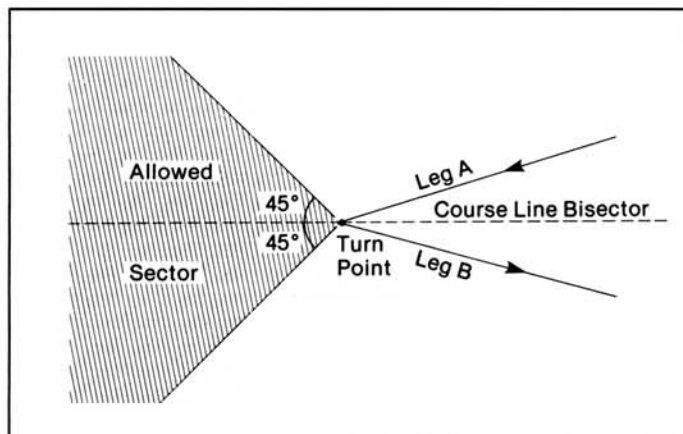 Allowed
45°
45°
Sector
Leg A
Course Line Bisector
Turn
Point
Leg B